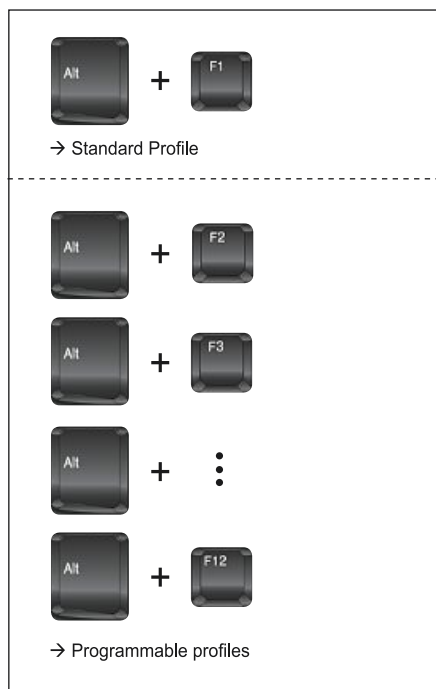 Alt + F1
→ Standard Profile
Alt + F2
Alt + F3
Alt + ⋮
Alt + F12
→ Programmable profiles